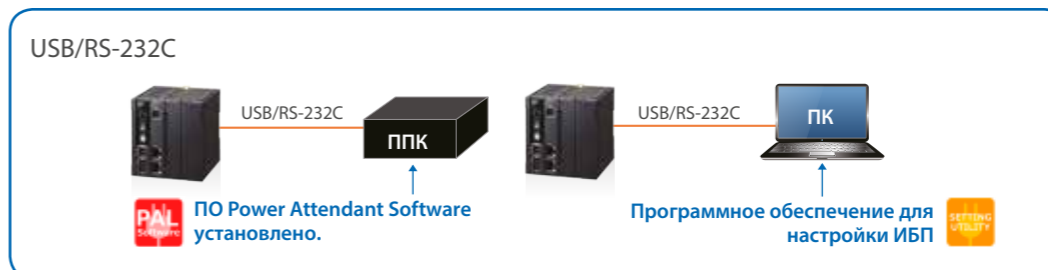 USB/RS-232C
USB/RS-232C
ППК
USB/RS-232C
ПК
PAL
Software
ПО Power Attendant Software
установлено.
Программное обеспечение для
настройки ИБП
SETTING
UTILITY